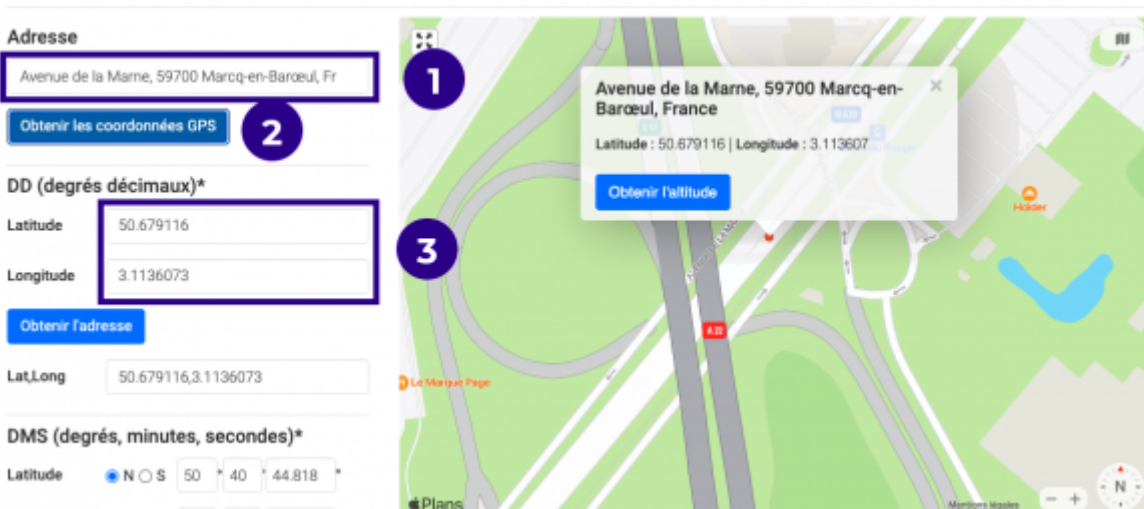 Adresse
Avenue de la Marne, 59700 Marcq-en-Barœul, Fr
1
Obtenir les coordonnées GPS
2
DD (degrés décimaux)*
Latitude
50.679116
3
Longitude
3.1136073
Obtenir l'adresse
Lat,Long
50.679116,3.1136073
DMS (degrés, minutes, secondes)*
Latitude
N S 50 ° 40 ' 44.818 "
Avenue de la Marne, 59700 Marcq-en-
Barœul, France
×
Latitude : 50.679116 | Longitude : 3.113607
Obtenir l'altitude
Holder
A 22
Le Marque Page
Plans
Mentions légales
− +
N